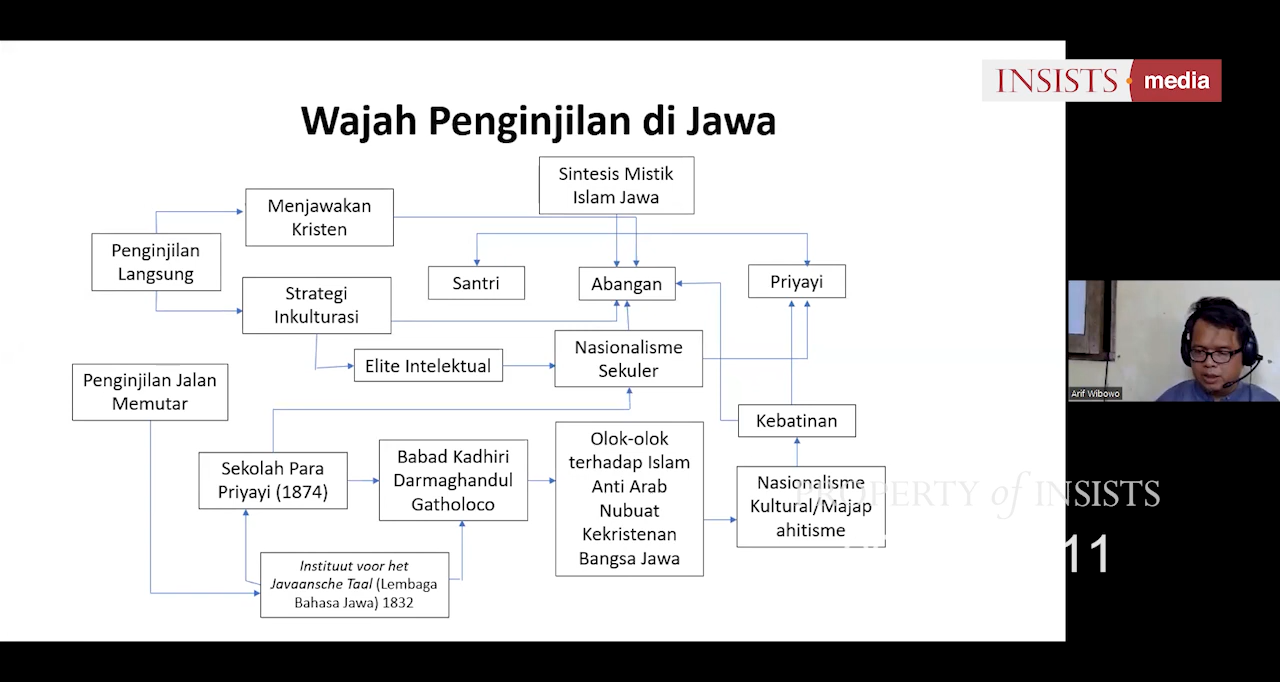 INSISTS media
Wajah Penginjilan di Jawa
Sintesis Mistik
Islam Jawa
Menjawakan
Kristen
Penginjilan
Langsung
Santri
Abangan
Priyayi
Strategi
Inkulturasi
Elite Intelektual
Nasionalisme
Sekuler
Penginjilan Jalan
Memutar
Arif Wibowo
Kebatinan
Sekolah Para
Priyayi (1874)
Babad Kadhiri
Darmaghandul
Gatholoco
Olok-olok
terhadap Islam
Anti Arab
Nubuat
Kekristenan
Bangsa Jawa
Nasionalisme
Kultural/Majap
ahitisme
PROPERTY of INSISTS
11
Instituut voor het
Javaansche Taal (Lembaga
Bahasa Jawa) 1832